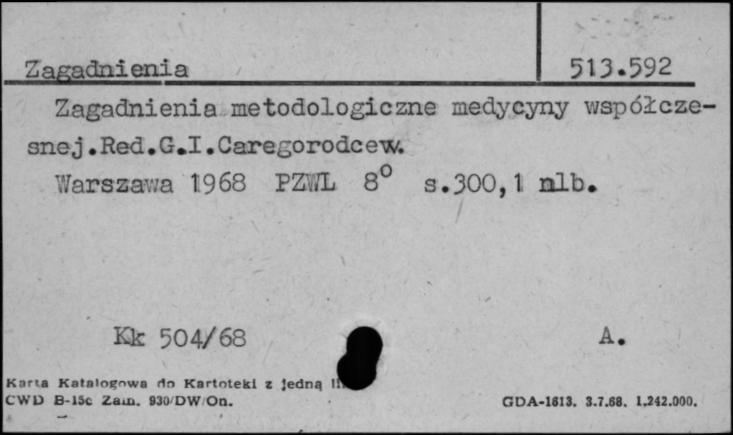 Zagadnienia 513.592
Zagadnienia metodologiczne medycyny współcze-
snej.Red.G.I.Caregorodcew.
Warszawa 1968 PZWL 8° s.300,1 nlb.
Kk 504/68 A.
Karta Katalogowa do Kartoteki z jedną
CWD B-15c Zam. 930/DW/On. GDA-1613. 3.7.68. 1.242.000.